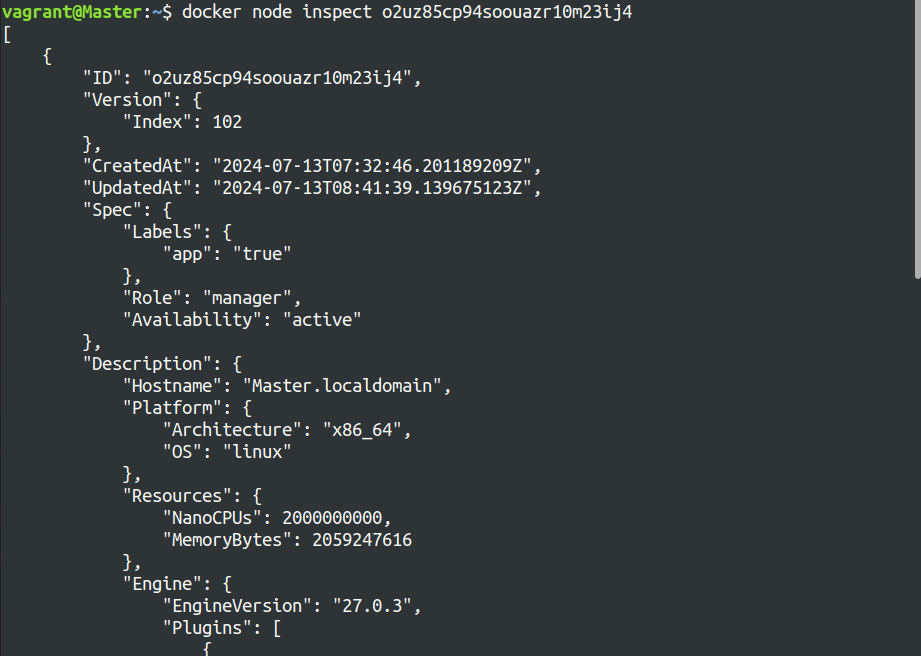 vagrant@Master:~$ docker node inspect o2uz85cp94soouazr10m23ij4
[
    {
        "ID": "o2uz85cp94soouazr10m23ij4",
        "Version": {
            "Index": 102
        },
        "CreatedAt": "2024-07-13T07:32:46.201189209Z",
        "UpdatedAt": "2024-07-13T08:41:39.139675123Z",
        "Spec": {
            "Labels": {
                "app": "true"
            },
            "Role": "manager",
            "Availability": "active"
        },
        "Description": {
            "Hostname": "Master.localdomain",
            "Platform": {
                "Architecture": "x86_64",
                "OS": "linux"
            },
            "Resources": {
                "NanoCPUs": 2000000000,
                "MemoryBytes": 2059247616
            },
            "Engine": {
                "EngineVersion": "27.0.3",
                "Plugins": [
                    {